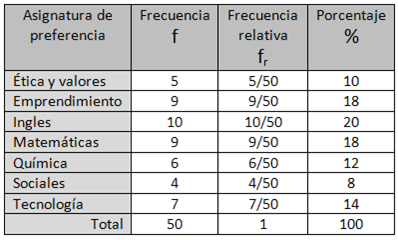 Asignatura de preferencia Frecuencia f Frecuencia relativa fr Porcentaje %
Ética y valores 5 5/50 10
Emprendimiento 9 9/50 18
Ingles 10 10/50 20
Matemáticas 9 9/50 18
Química 6 6/50 12
Sociales 4 4/50 8
Tecnología 7 7/50 14
Total 50 1 100